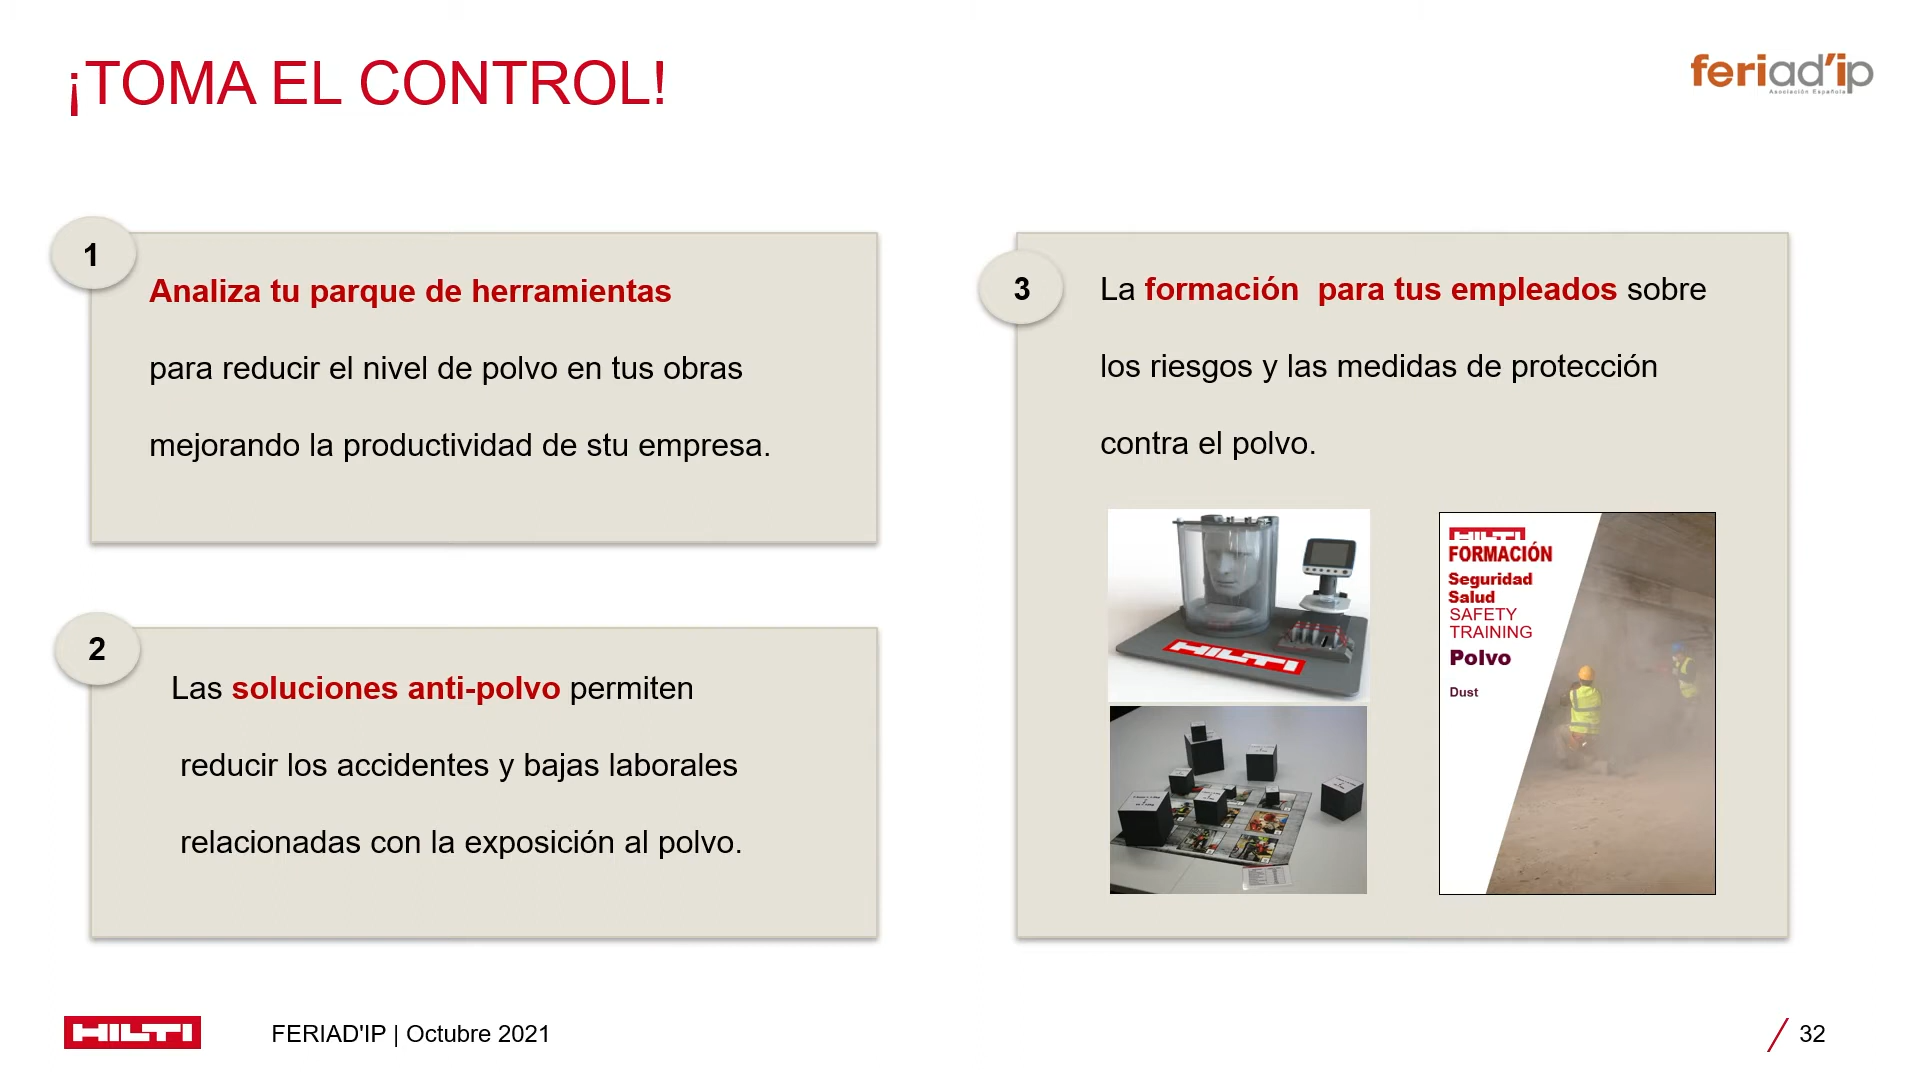 ¡TOMA EL CONTROL!
feriad'ip
Asociación Española
1
Analiza tu parque de herramientas
para reducir el nivel de polvo en tus obras
mejorando la productividad de stu empresa.
2
Las soluciones anti-polvo permiten
reducir los accidentes y bajas laborales
relacionadas con la exposición al polvo.
3
La formación  para tus empleados sobre
los riesgos y las medidas de protección
contra el polvo.
HILTI
HILTI
FORMACIÓN
Seguridad
Salud
SAFETY
TRAINING
Polvo
Dust
HILTI
FERIAD'IP | Octubre 2021
32